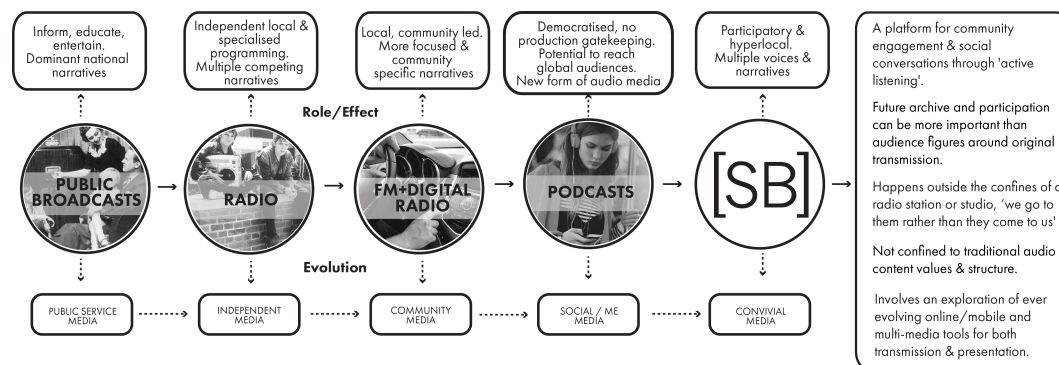 Inform, educate,
entertain.
Dominant national
narratives
Independent local &
specialised
programming.
Multiple competing
narratives
Local, community led.
More focused &
community
specific narratives
Democratised, no
production gatekeeping.
Potential to reach
global audiences.
New form of audio media
Participatory &
hyperlocal.
Multiple voices &
narratives
Role/Effect
PUBLIC
BROADCASTS
RADIO
FM+DIGITAL
RADIO
PODCASTS
[SB]
Evolution
PUBLIC SERVICE
MEDIA
INDEPENDENT
MEDIA
COMMUNITY
MEDIA
SOCIAL / ME
MEDIA
CONVIVIAL
MEDIA
A platform for community
engagement & social
conversations through 'active
listening'.
Future archive and participation
can be more important than
audience figures around original
transmission.
Happens outside the confines of
radio station or studio, ‘we go to
them rather than they come to us'
Not confined to traditional audio
content values & structure.
Involves an exploration of ever
evolving online/mobile and
multi-media tools for both
transmission & presentation.